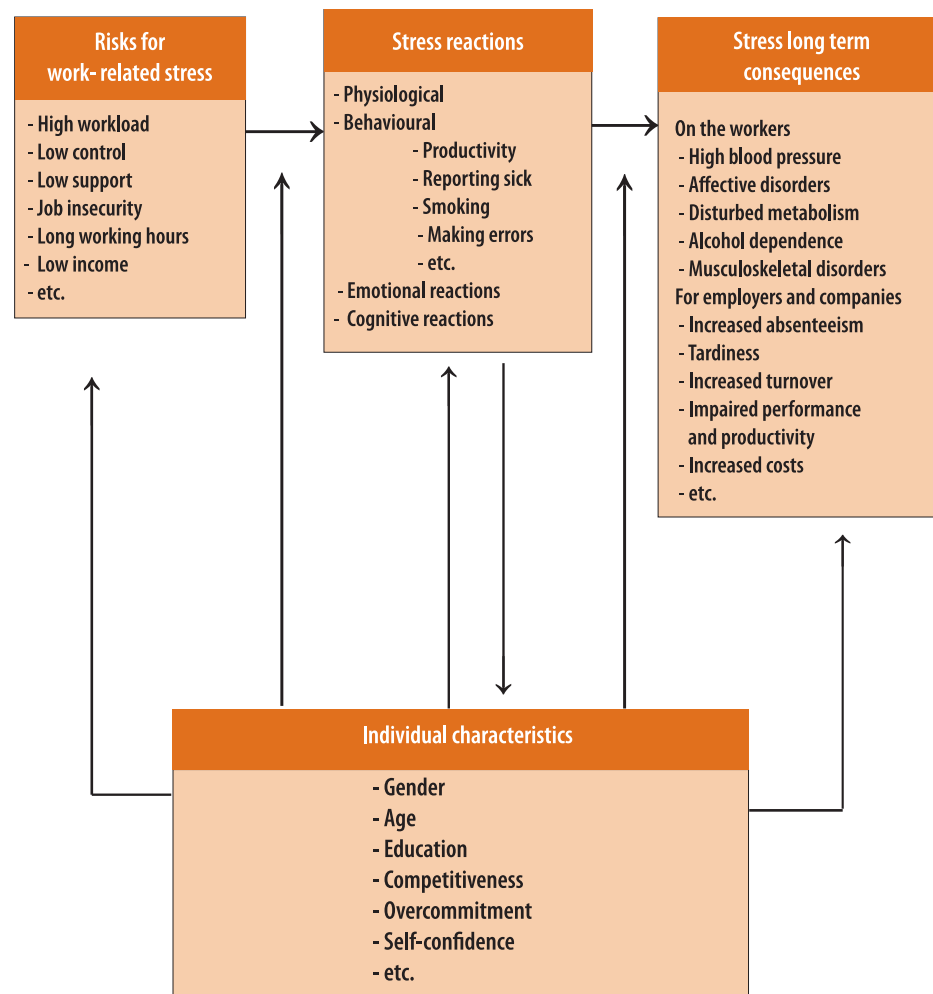 Risks for
work- related stress
- High workload
- Low control
- Low support
- Job insecurity
- Long working hours
- Low income
- etc.
Stress reactions
- Physiological
- Behavioural
- Productivity
- Reporting sick
- Smoking
- Making errors
- etc.
- Emotional reactions
- Cognitive reactions
Stress long term
consequences
On the workers
- High blood pressure
- Affective disorders
- Disturbed metabolism
- Alcohol dependence
- Musculoskeletal disorders
For employers and companies
- Increased absenteeism
- Tardiness
- Increased turnover
- Impaired performance
and productivity
- Increased costs
- etc.
Individual characteristics
- Gender
- Age
- Education
- Competitiveness
- Overcommitment
- Self-confidence
- etc.